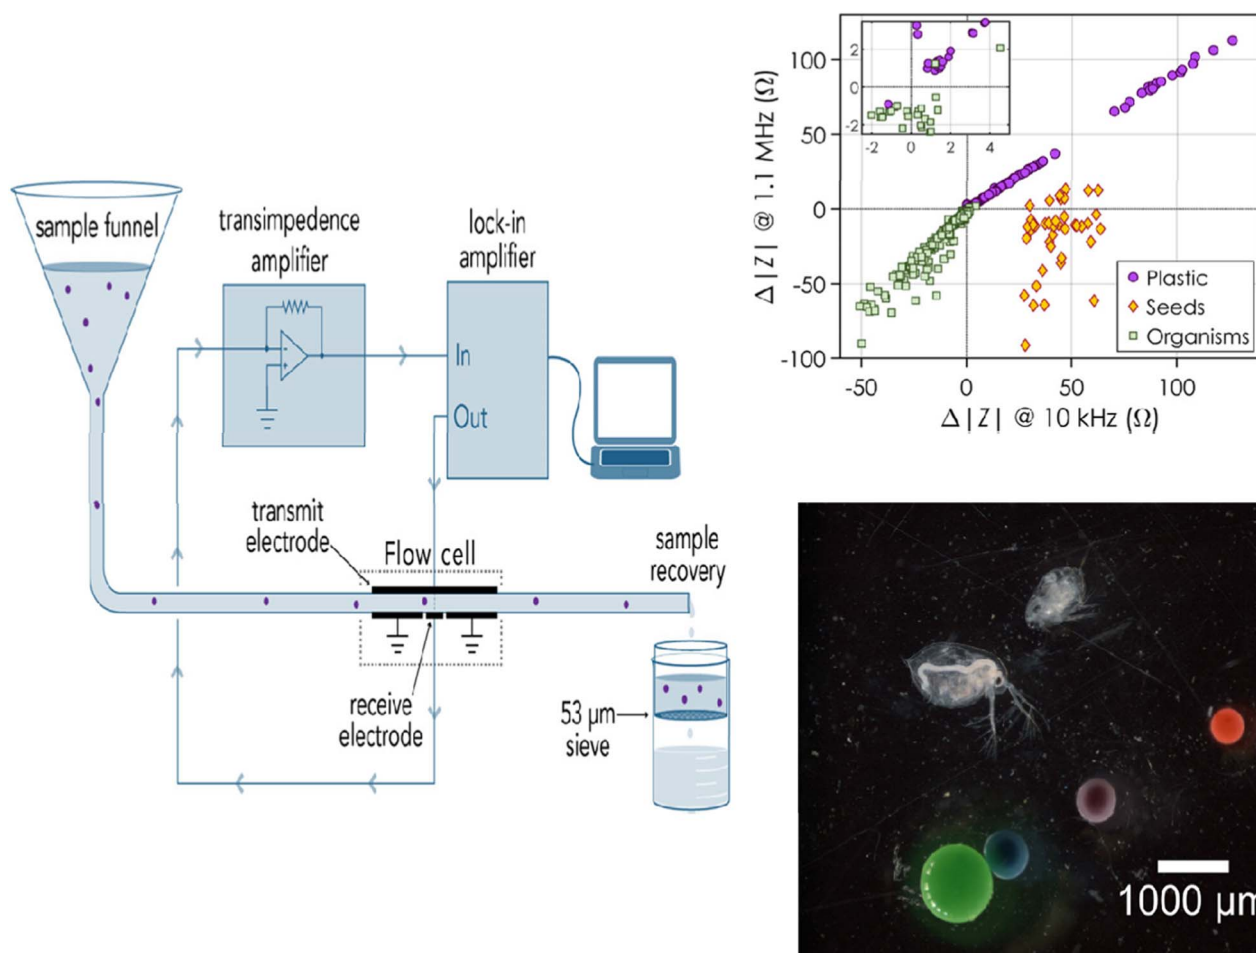 sample funnel
transimpedence
amplifier
lock-in
amplifier
In
Out
transmit
electrode
Flow cell
receive
electrode
sample
recovery
53 µm
sieve
Δ|Z| @ 1.1 MHz (Ω)
100
50
0
-50
-100
2
0
-2
-2
0
2
4
Plastic
Seeds
Organisms
-50
0
50
100
Δ|Z| @ 10 kHz (Ω)
1000 µm